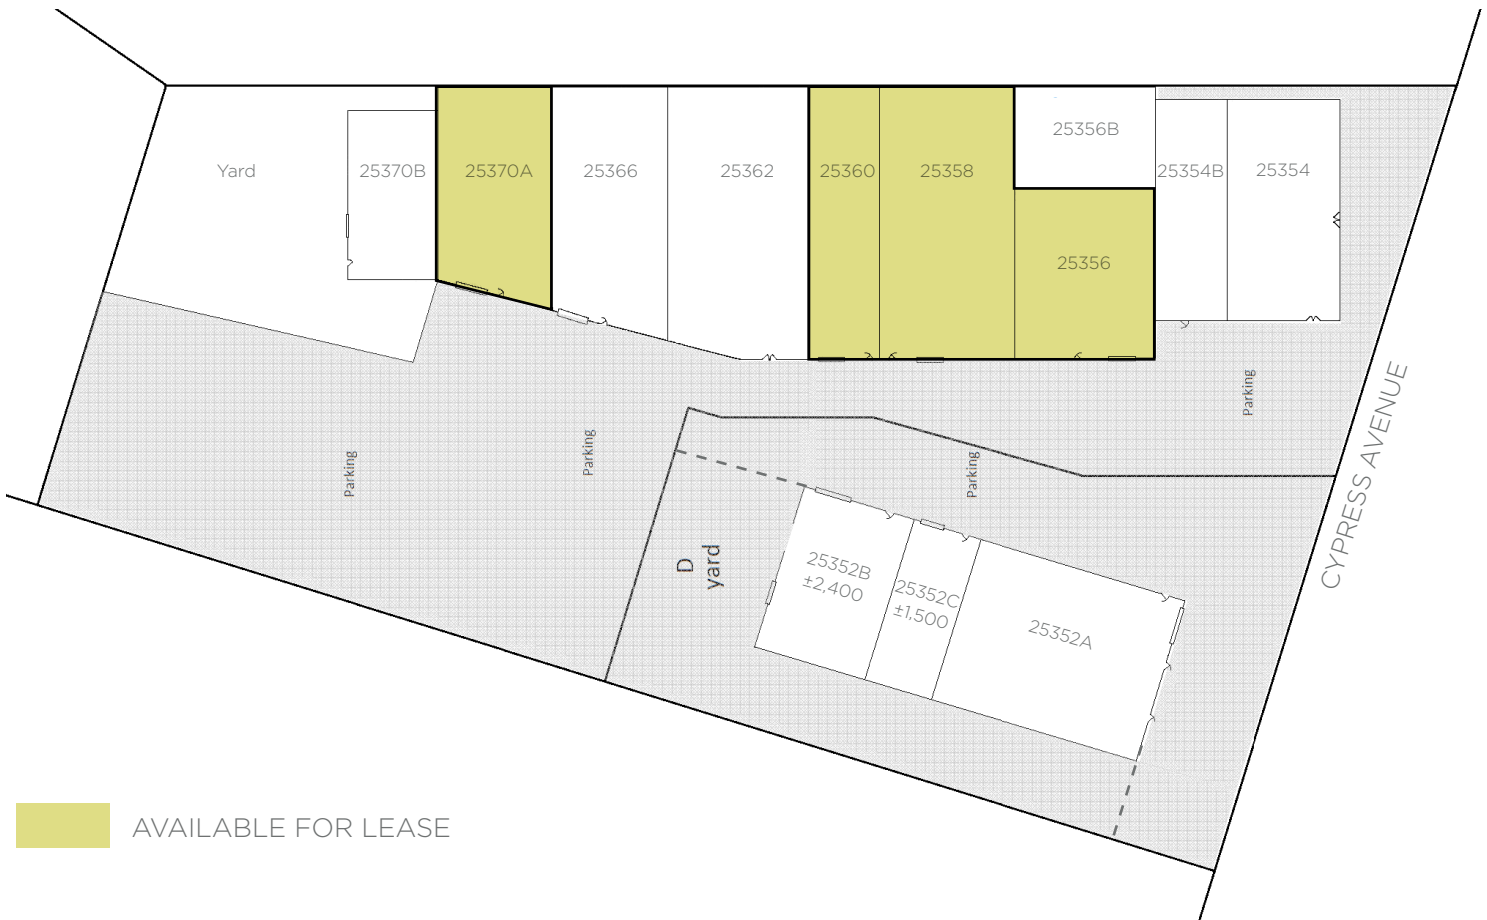 Yard
25370B
25370A
25366
25362
25360
25358
25356B
25356
25354B
25354
Parking
Parking
Parking
Parking
CYPRESS AVENUE
D
yard
25352B
±2,400
25352C
±1,500
25352A
AVAILABLE FOR LEASE